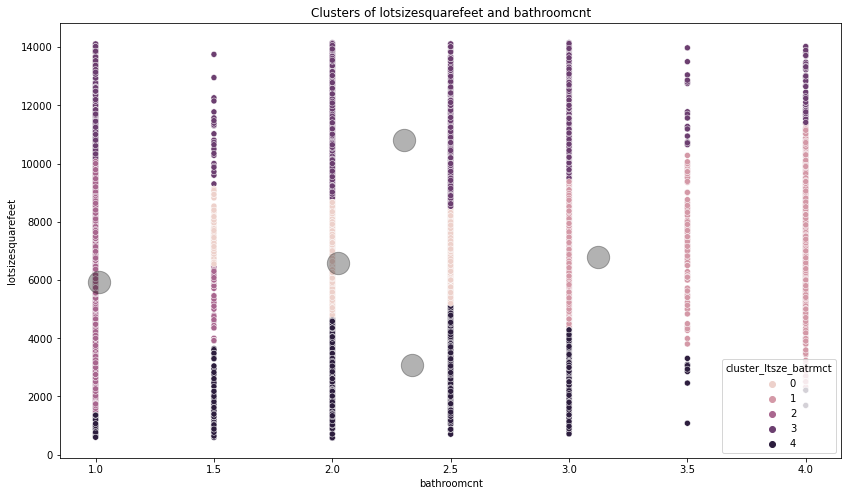 Clusters of lotsizesquarefeet and bathroomcnt
14000
12000
10000
8000
6000
4000
2000
0
lotsizesquarefeet
1.0 1.5 2.0 2.5 3.0 3.5 4.0
bathroomcnt
cluster_ltsze_batrmct
0
1
2
3
4